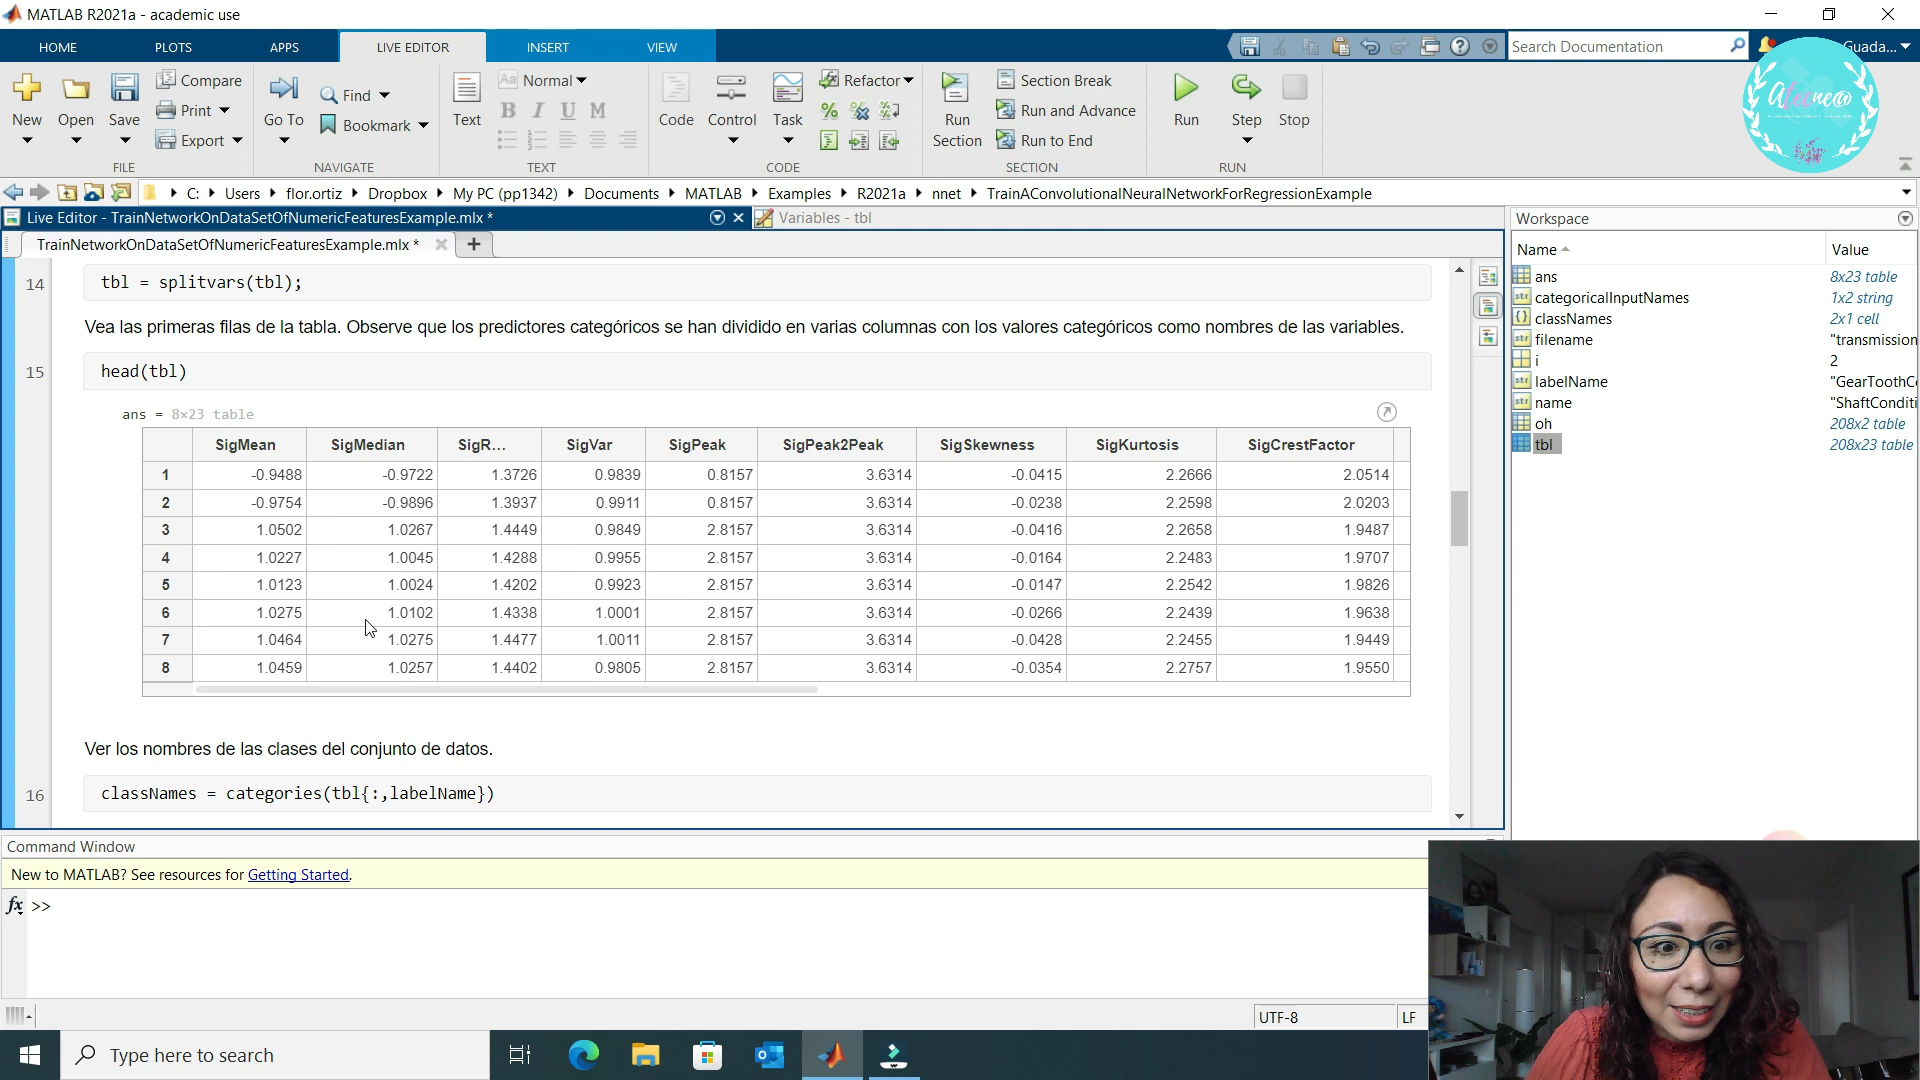 MATLAB R2021a - academic use
HOME PLOTS APPS LIVE EDITOR INSERT VIEW
Search Documentation
Guada...
New Open Save Compare Print Export
Go To Find Bookmark
Text Normal B I U M
Code Control Task Refactor
Run Section Section Break Run and Advance Run to End
Run Step Stop
FILE NAVIGATE TEXT CODE SECTION RUN
C: Users flor.ortiz Dropbox My PC (pp1342) Documents MATLAB Examples R2021a nnet TrainAConvolutionalNeuralNetworkForRegressionExample
Live Editor - TrainNetworkOnDataSetOfNumericFeaturesExample.mlx *
Variables - tbl
TrainNetworkOnDataSetOfNumericFeaturesExample.mlx * +
14 tbl = splitvars(tbl);
Vea las primeras filas de la tabla. Observe que los predictores categóricos se han dividido en varias columnas con los valores categóricos como nombres de las variables.
15 head(tbl)
ans = 8×23 table
SigMean SigMedian SigR... SigVar SigPeak SigPeak2Peak SigSkewness SigKurtosis SigCrestFactor
1 -0.9488 -0.9722 1.3726 0.9839 0.8157 3.6314 -0.0415 2.2666 2.0514
2 -0.9754 -0.9896 1.3937 0.9911 0.8157 3.6314 -0.0238 2.2598 2.0203
3 1.0502 1.0267 1.4449 0.9849 2.8157 3.6314 -0.0416 2.2658 1.9487
4 1.0227 1.0045 1.4288 0.9955 2.8157 3.6314 -0.0164 2.2483 1.9707
5 1.0123 1.0024 1.4202 0.9923 2.8157 3.6314 -0.0147 2.2542 1.9826
6 1.0275 1.0102 1.4338 1.0001 2.8157 3.6314 -0.0266 2.2439 1.9638
7 1.0464 1.0275 1.4477 1.0011 2.8157 3.6314 -0.0428 2.2455 1.9449
8 1.0459 1.0257 1.4402 0.9805 2.8157 3.6314 -0.0354 2.2757 1.9550
Ver los nombres de las clases del conjunto de datos.
16 classNames = categories(tbl{:,labelName})
Workspace
Name Value
ans 8x23 table
categoricalInputNames 1x2 string
classNames 2x1 cell
filename "transmission
i 2
labelName "GearToothC
name "ShaftConditi
oh 208x2 table
tbl 208x23 table
Command Window
New to MATLAB? See resources for Getting Started.
fx >>
UTF-8 LF
Type here to search